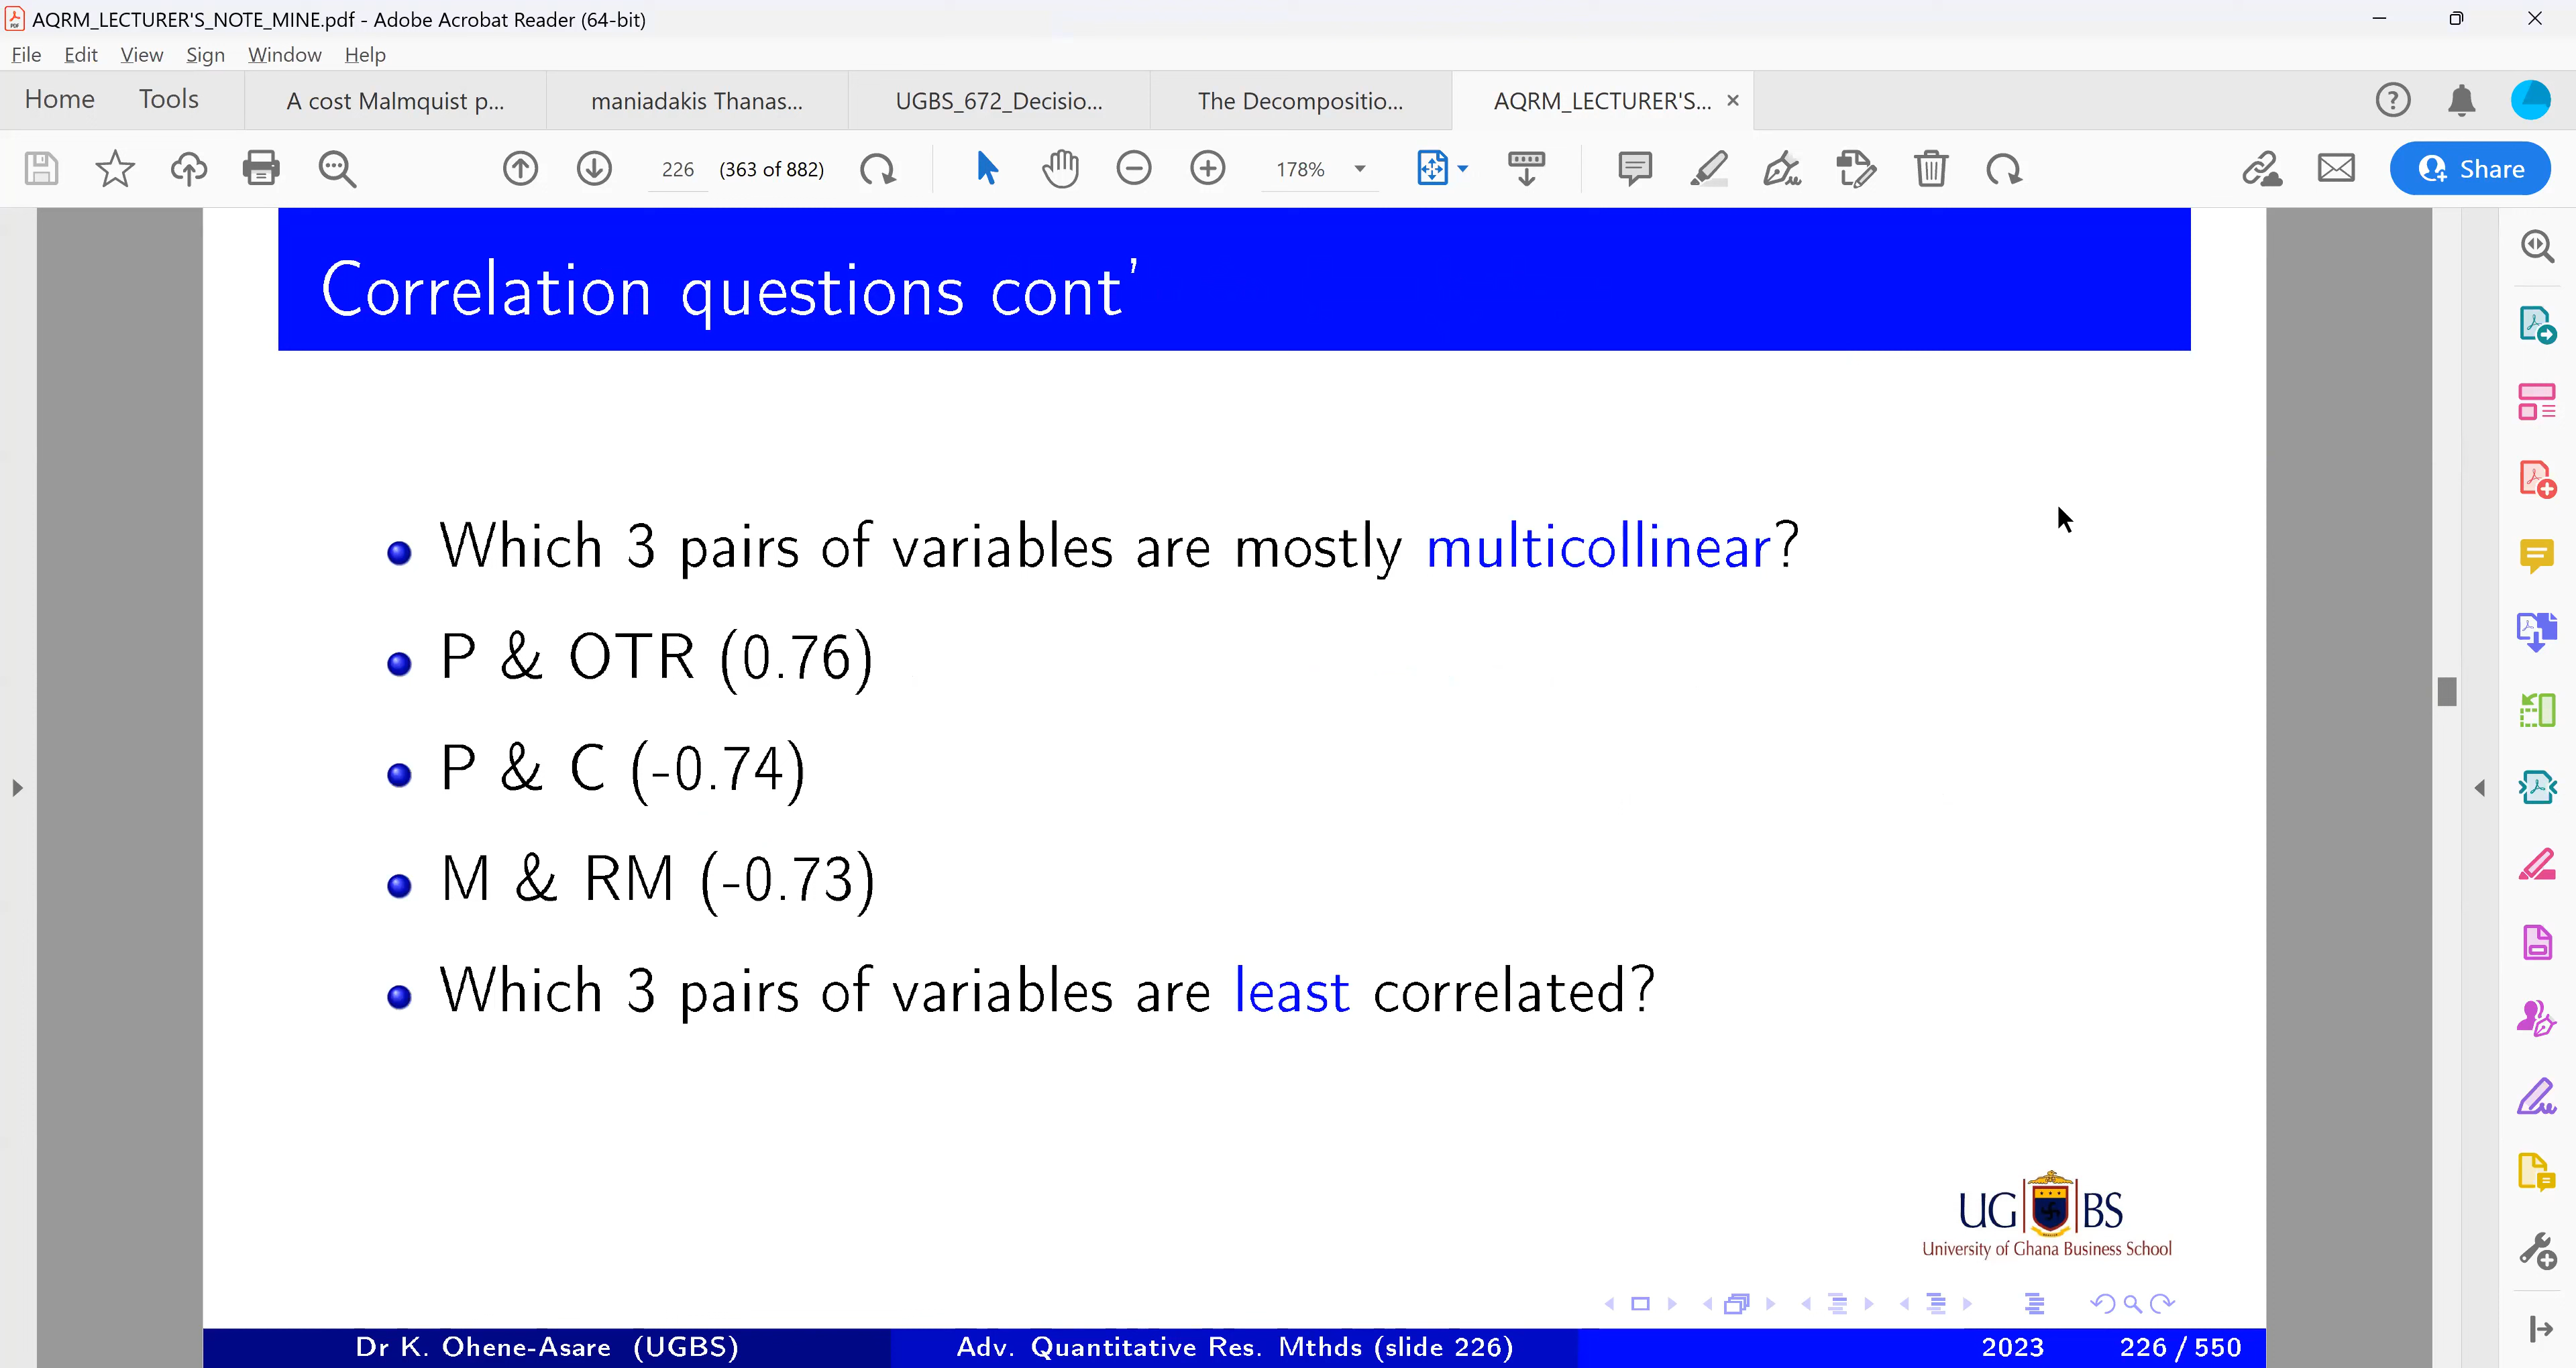 AQRM_LECTURER'S_NOTE_MINE.pdf - Adobe Acrobat Reader (64-bit)
File Edit View Sign Window Help
Home Tools A cost Malmquist p... maniadakis Thanas... UGBS_672_Decisio... The Decompositio... AQRM_LECTURER'S...
226 (363 of 882) 178% Share
Correlation questions cont'
Which 3 pairs of variables are mostly multicollinear?
P & OTR (0.76)
P & C (-0.74)
M & RM (-0.73)
Which 3 pairs of variables are least correlated?
UG BS
University of Ghana Business School
Dr K. Ohene-Asare (UGBS) Adv. Quantitative Res. Mthds (slide 226) 2023 226 / 550